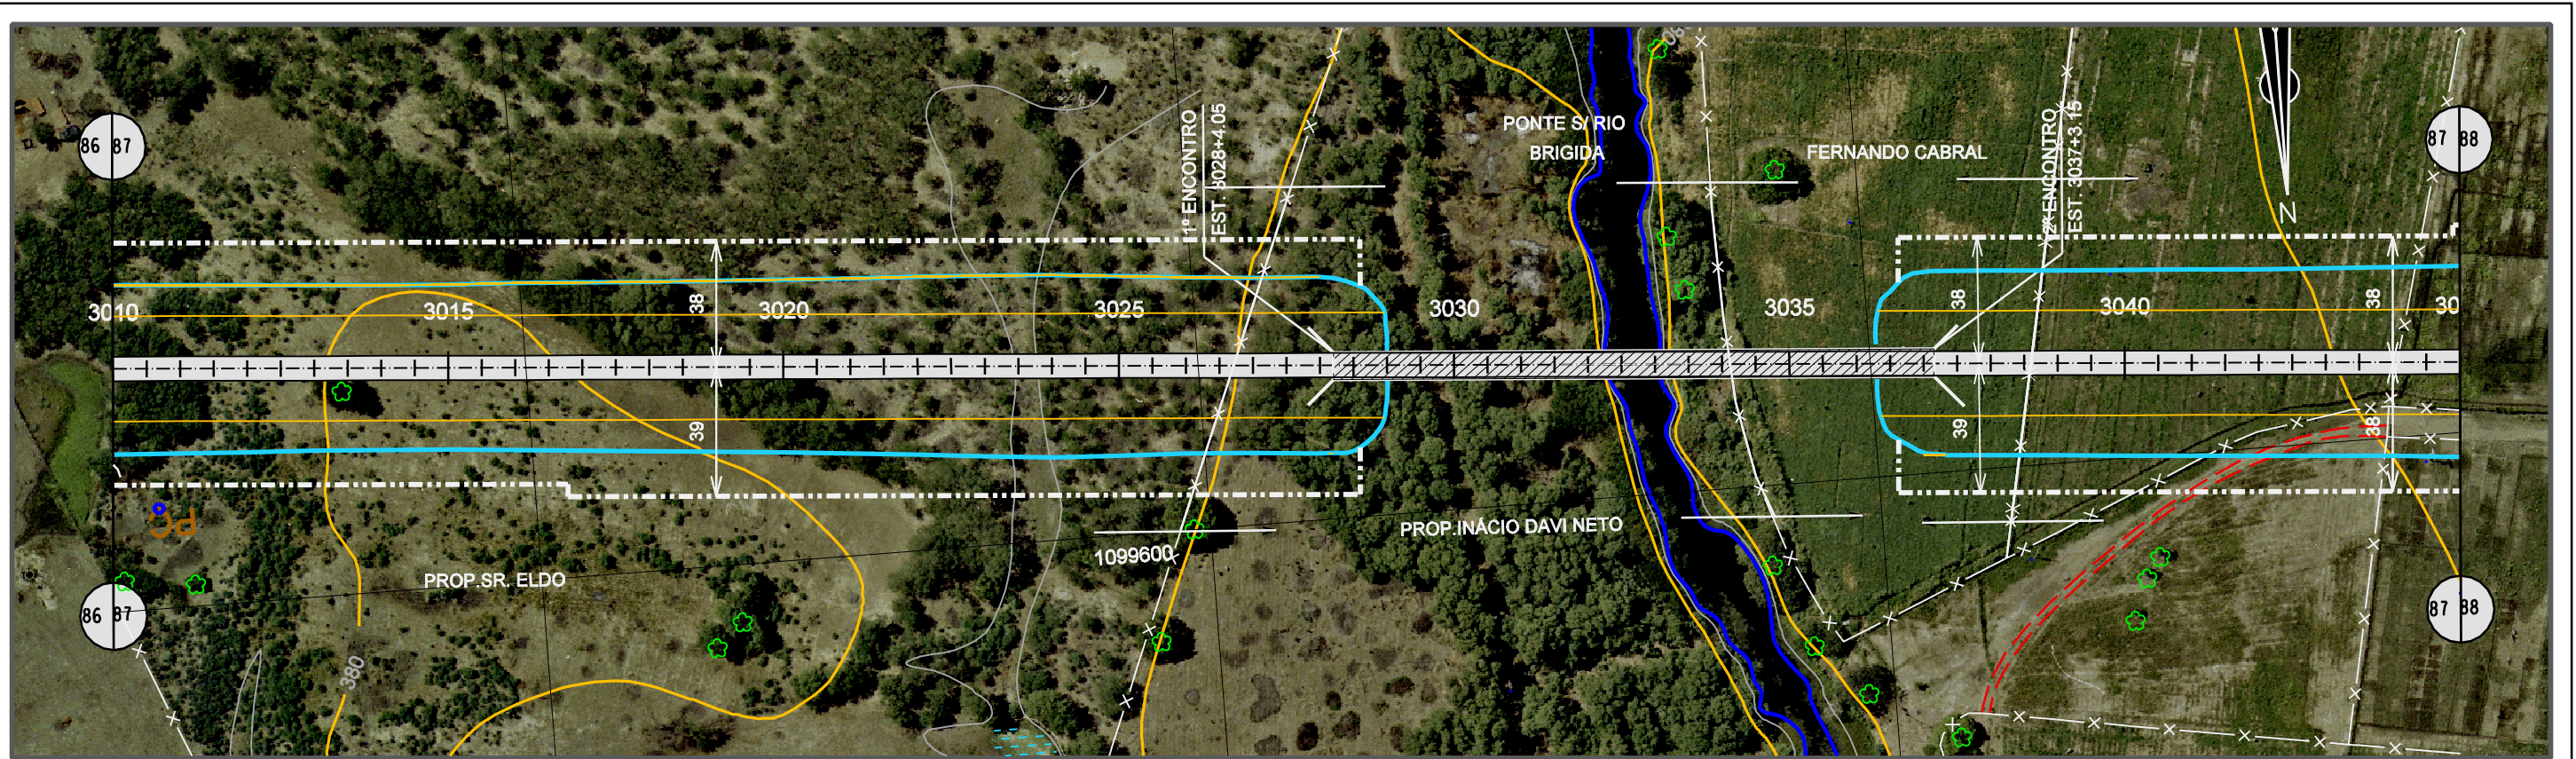 86 87
87 88
PONTE S/ RIO
BRIGIDA
FERNANDO CABRAL
1º ENCONTRO
EST. 3028+4.05
2º ENCONTRO
EST. 3037+3.15
N
3010
3015
3020
3025
3030
3035
3040
30
38
38
38
39
39
38
PC
PROP.SR. ELDO
1099600
PROP.INÁCIO DAVI NETO
380
86 87
87 88